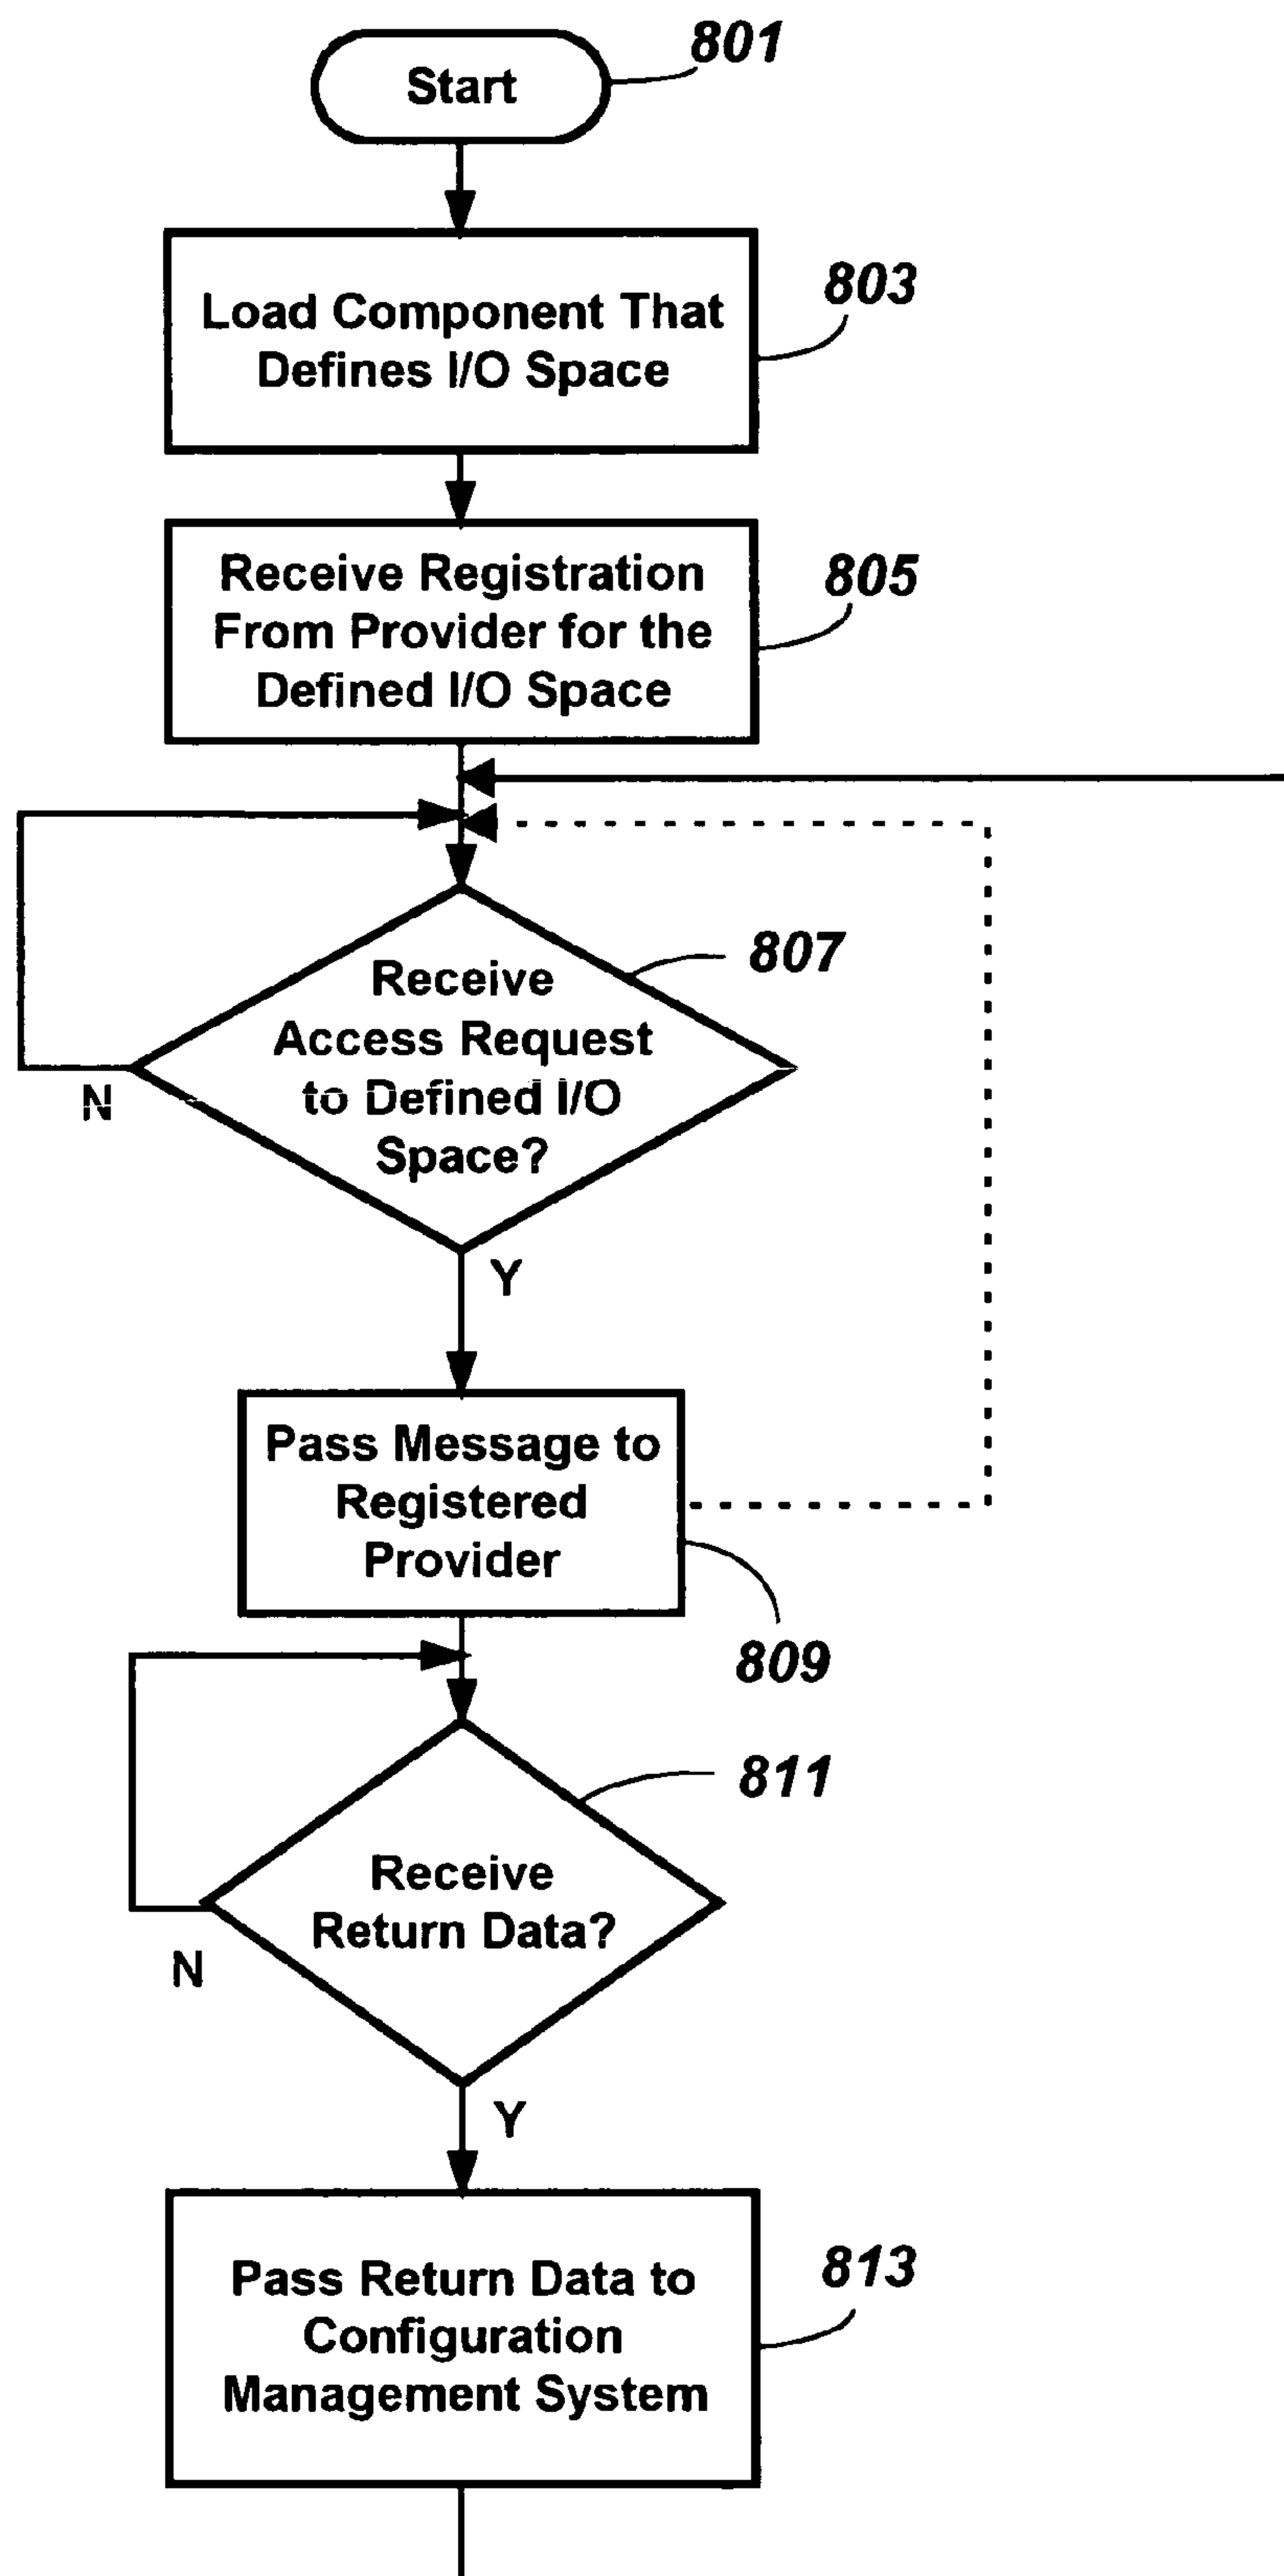 Start
801
Load Component That
Defines I/O Space
803
Receive Registration
From Provider for the
Defined I/O Space
805
Receive
Access Request
to Defined I/O
Space?
807
N
Y
Pass Message to
Registered
Provider
809
Receive
Return Data?
811
N
Y
Pass Return Data to
Configuration
Management System
813